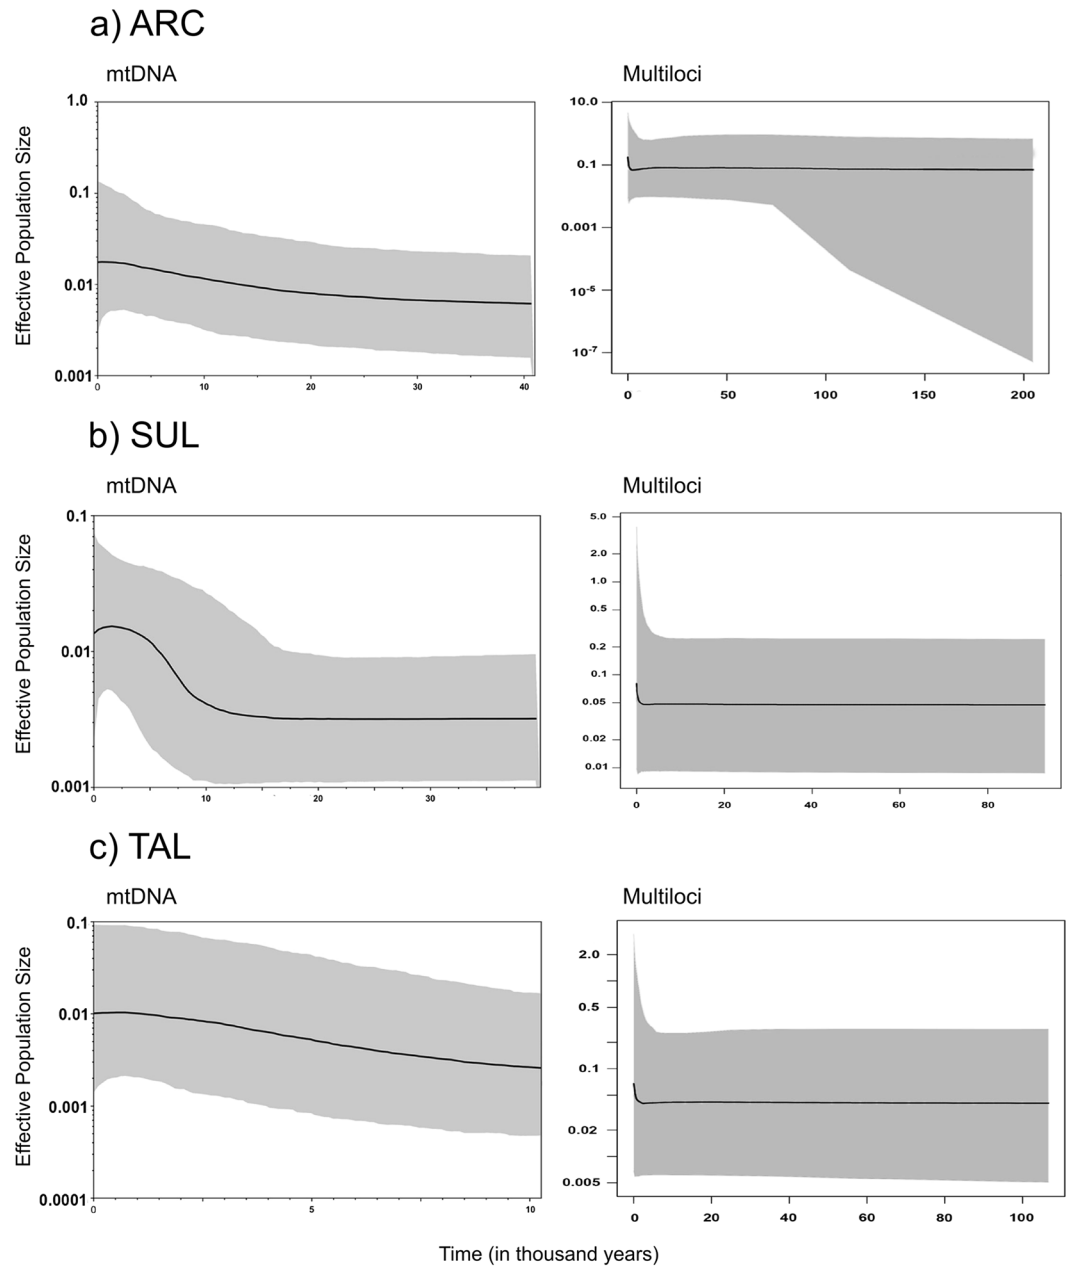 a) ARC
mtDNA
Multiloci
Effective Population Size
1.0
0.1
0.01
0.001
0 10 20 30 40
10.0
0.1
0.001
10-5
10-7
0 50 100 150 200
b) SUL
mtDNA
Multiloci
Effective Population Size
0.1
0.01
0.001
0 10 20 30
5.0
2.0
1.0
0.5
0.2
0.1
0.05
0.02
0.01
0 20 40 60 80
c) TAL
mtDNA
Multiloci
Effective Population Size
0.1
0.01
0.001
0.0001
0 5 10
2.0
0.5
0.1
0.02
0.005
0 20 40 60 80 100
Time (in thousand years)